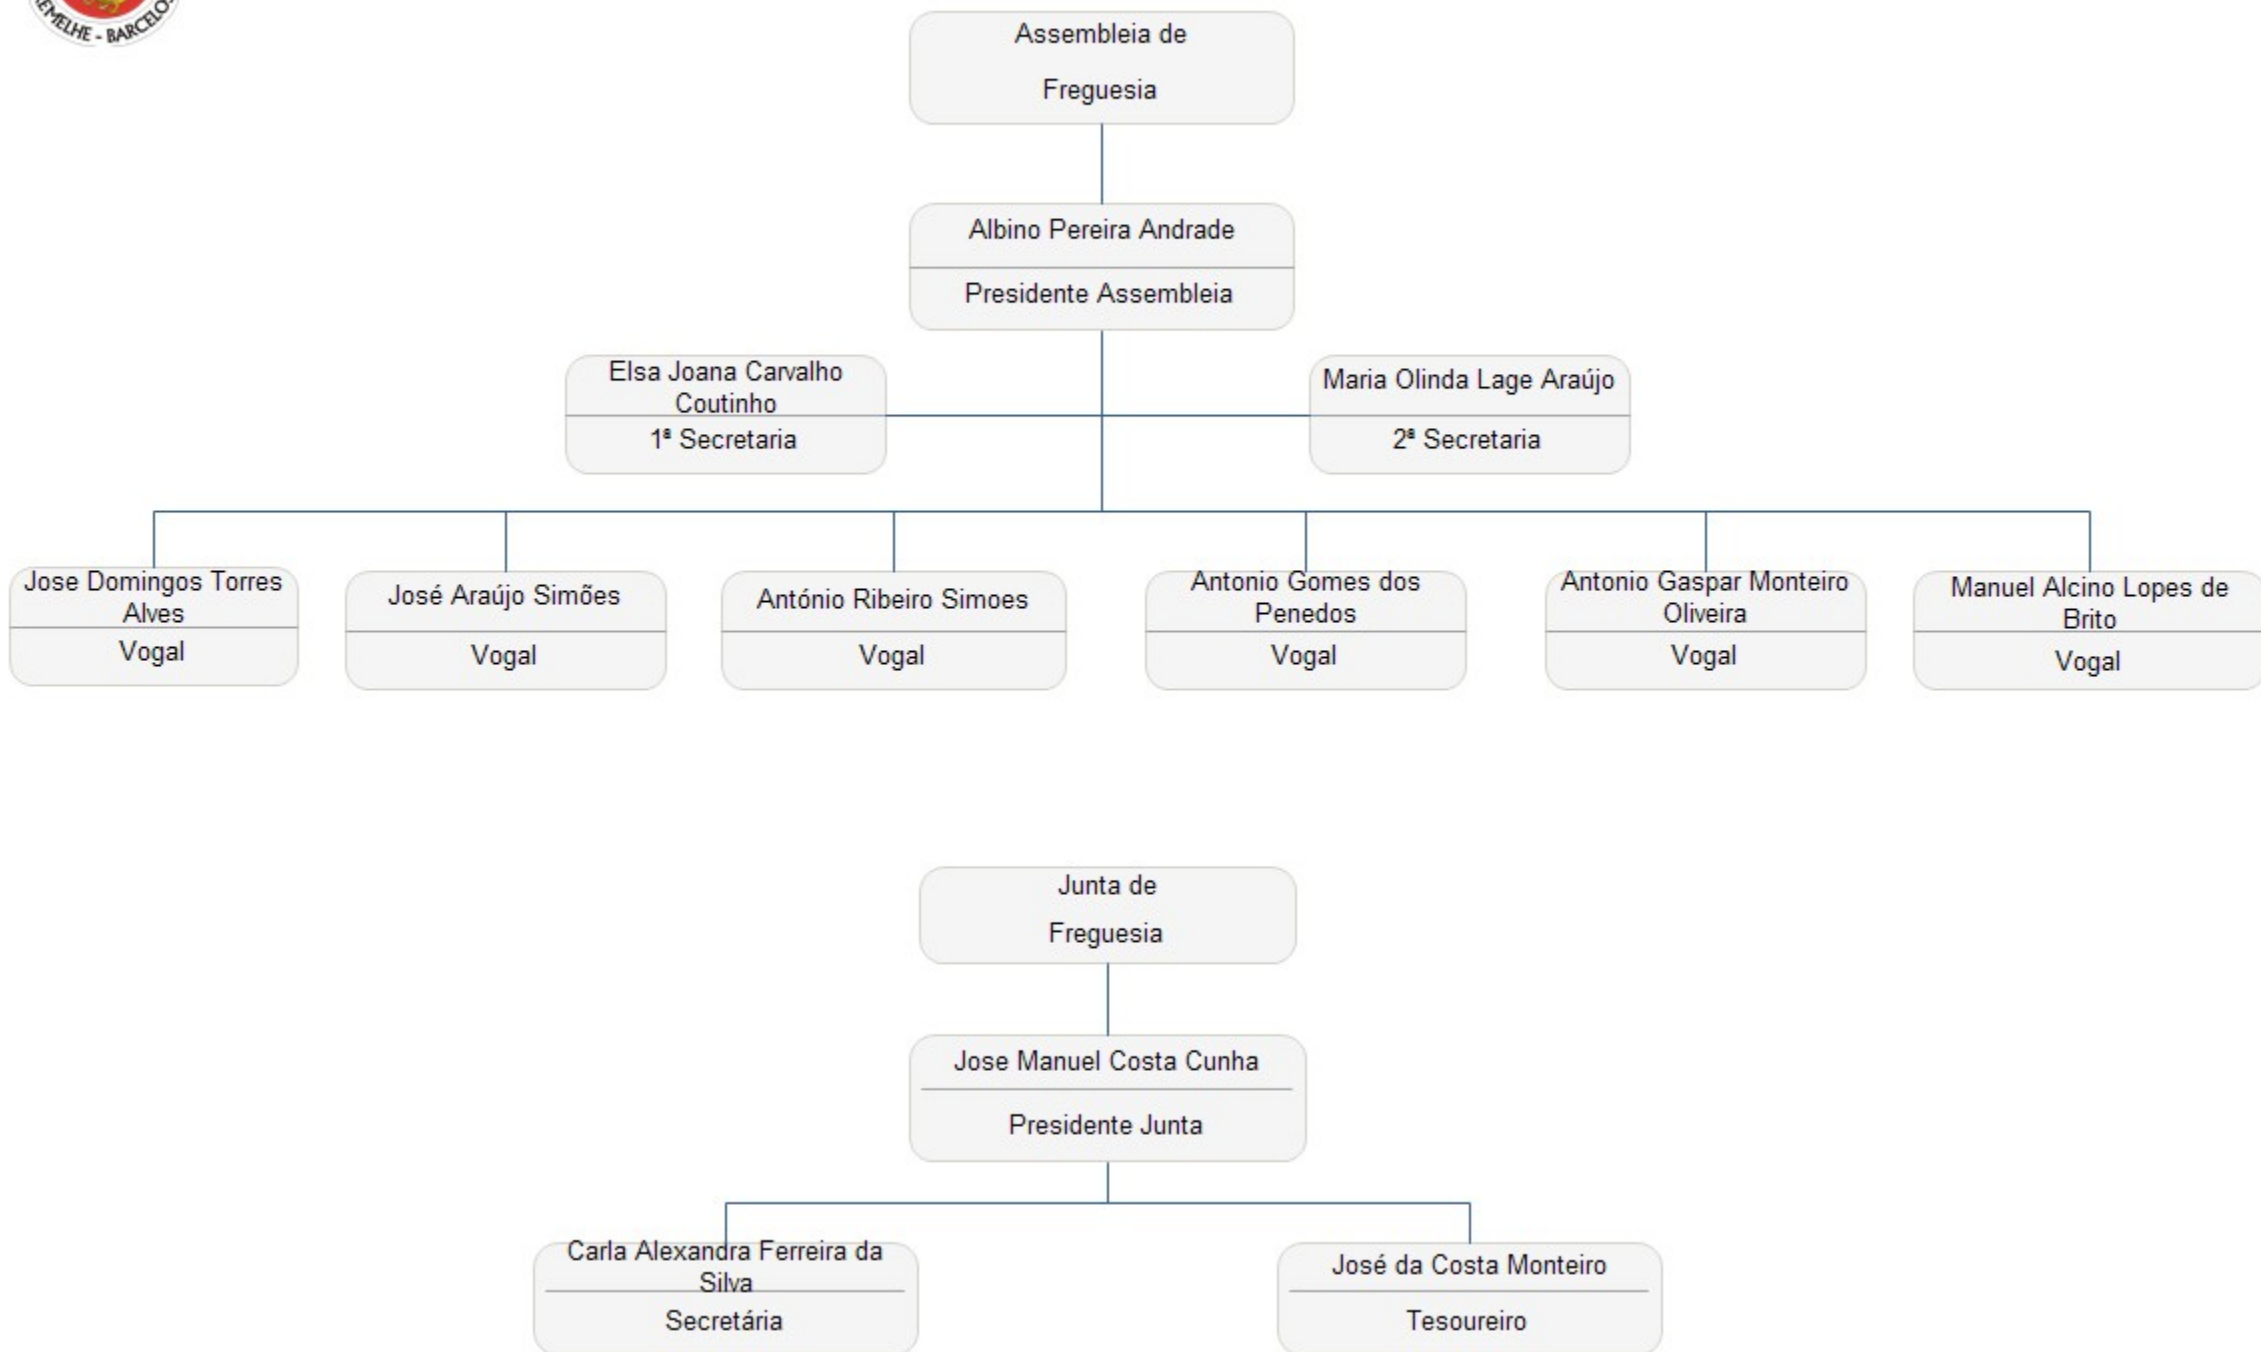 - BARCELOS
Assembleia de
Freguesia
Albino Pereira Andrade
Presidente Assembleia
Elsa Joana Carvalho
Coutinho
1ª Secretaria
Maria Olinda Lage Araújo
2ª Secretaria
Jose Domingos Torres
Alves
Vogal
José Araújo Simões
Vogal
António Ribeiro Simoes
Vogal
Antonio Gomes dos
Penedos
Vogal
Antonio Gaspar Monteiro
Oliveira
Vogal
Manuel Alcino Lopes de
Brito
Vogal
Junta de
Freguesia
Jose Manuel Costa Cunha
Presidente Junta
Carla Alexandra Ferreira da
Silva
Secretária
José da Costa Monteiro
Tesoureiro